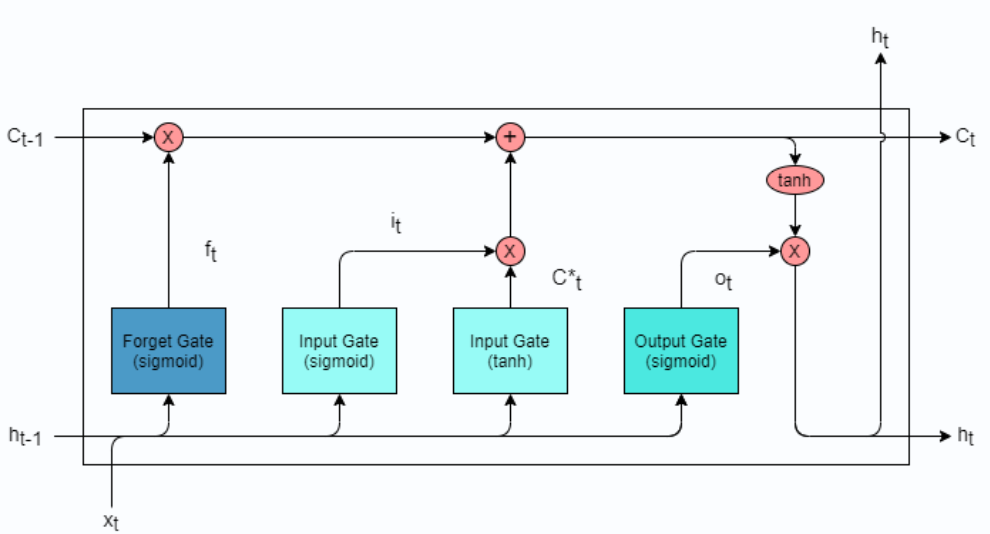 ht
Ct-1
X
+
Ct
tanh
it
ft
X
C*t
ot
X
Forget Gate
(sigmoid)
Input Gate
(sigmoid)
Input Gate
(tanh)
Output Gate
(sigmoid)
ht-1
ht
xt